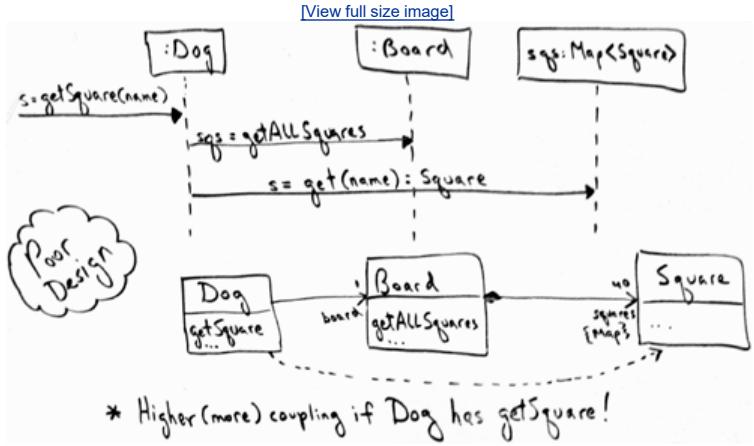 [View full size image]
:Dog
:Board
sqs: Map<Square>
s=getSquare(name)
sqs = getALLSquares
s= get(name): Square
Poor
Design
Dog
getSquare
...
1
board
Board
getALLSquares
...
40
squares
{Map}
Square
...
* Higher (more) coupling if Dog has getSquare!